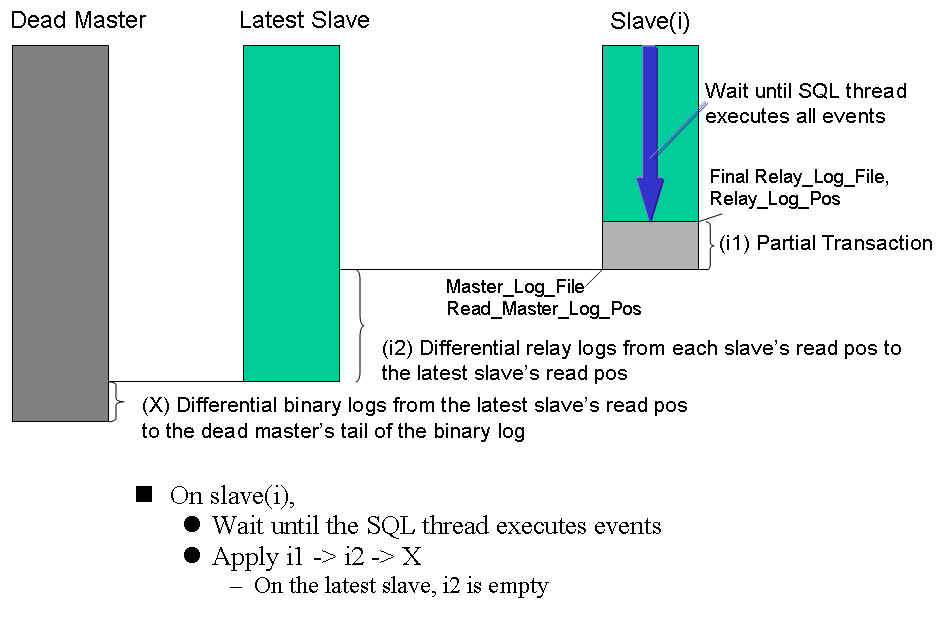 Dead Master
Latest Slave
Slave(i)
Wait until SQL thread
executes all events
Final Relay_Log_File,
Relay_Log_Pos
(i1) Partial Transaction
Master_Log_File
Read_Master_Log_Pos
(i2) Differential relay logs from each slave's read pos to
the latest slave's read pos
(X) Differential binary logs from the latest slave's read pos
to the dead master's tail of the binary log
■ On slave(i),
● Wait until the SQL thread executes events
● Apply i1 -> i2 -> X
– On the latest slave, i2 is empty